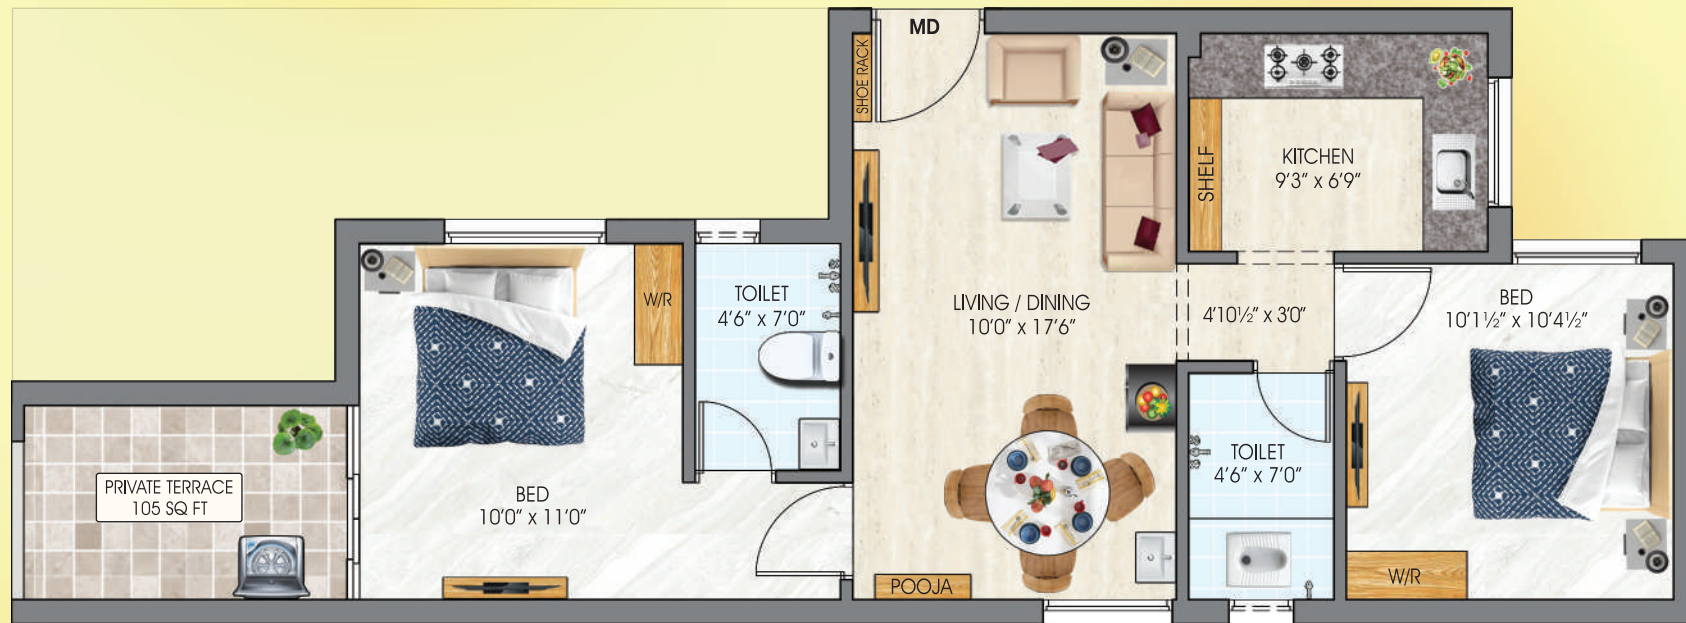 MD
SHOE RACK
KITCHEN
9'3" x 6'9"
SHELF
W/R
TOILET
4'6" x 7'0"
LIVING / DINING
10'0" x 17'6"
4'10½" x 3'0"
BED
10'1½" x 10'4½"
PRIVATE TERRACE
105 SQ FT
BED
10'0" x 11'0"
TOILET
4'6" x 7'0"
POOJA
W/R